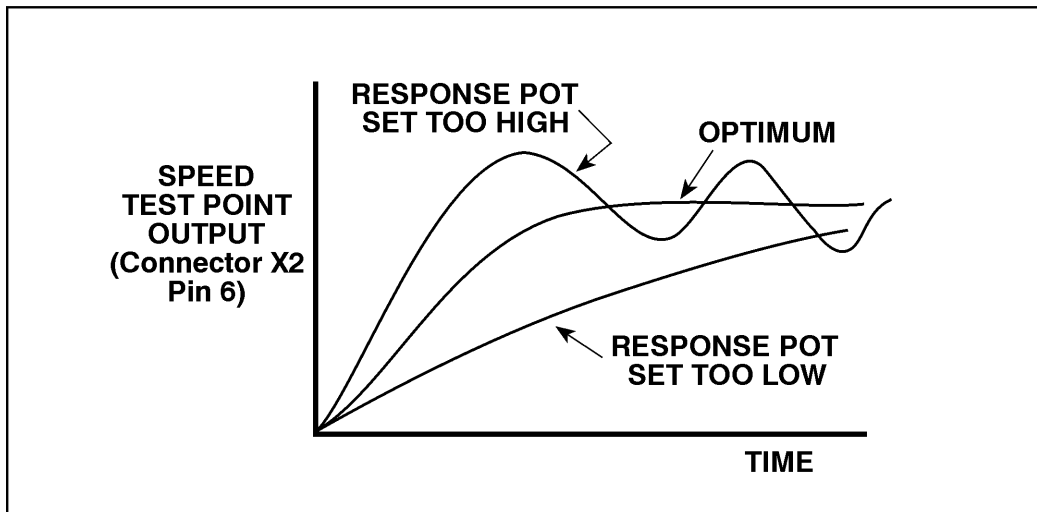 RESPONSE POT
SET TOO HIGH
OPTIMUM
SPEED
TEST POINT
OUTPUT
(Connector X2
Pin 6)
RESPONSE POT
SET TOO LOW
TIME